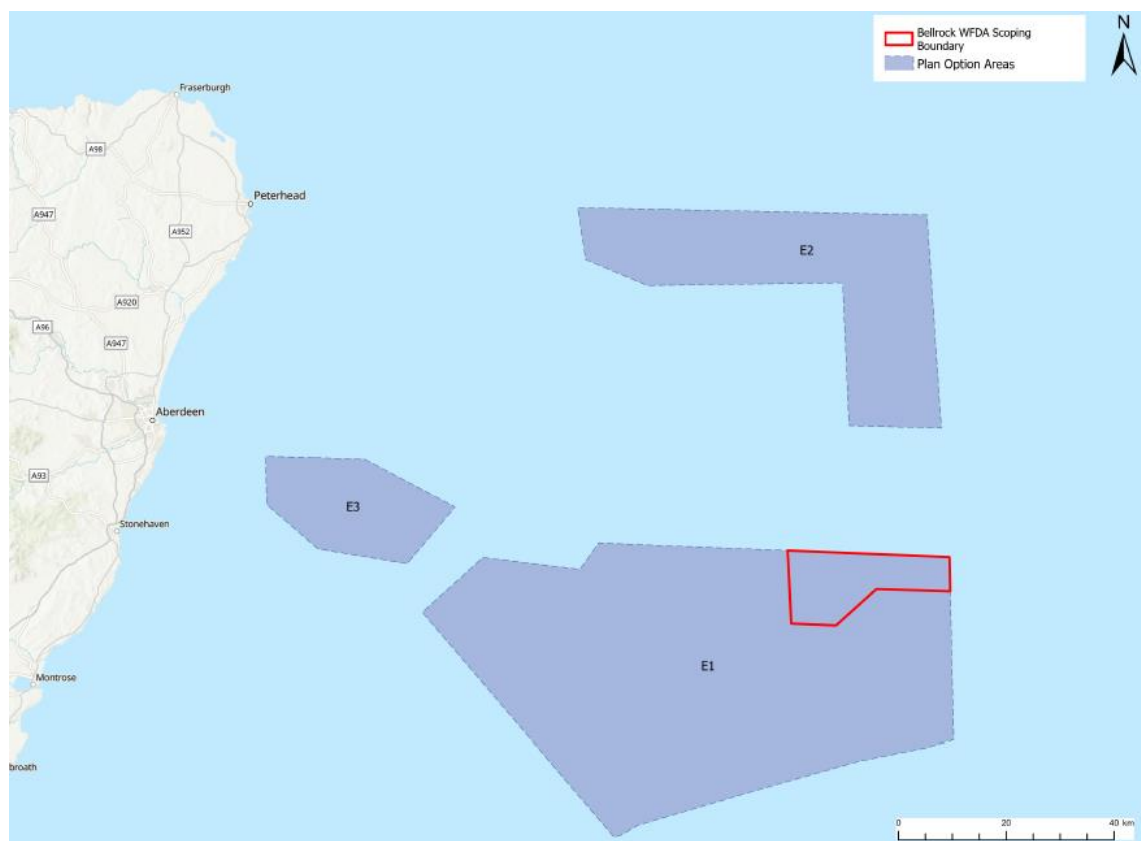 Bellrock WFDA Scoping
Boundary
Plan Option Areas
N
Fraserburgh
A98
Peterhead
A947
A952
E2
A920
A96
A947
Aberdeen
A93
E3
Stonehaven
E1
Montrose
broath
0 20 40 km